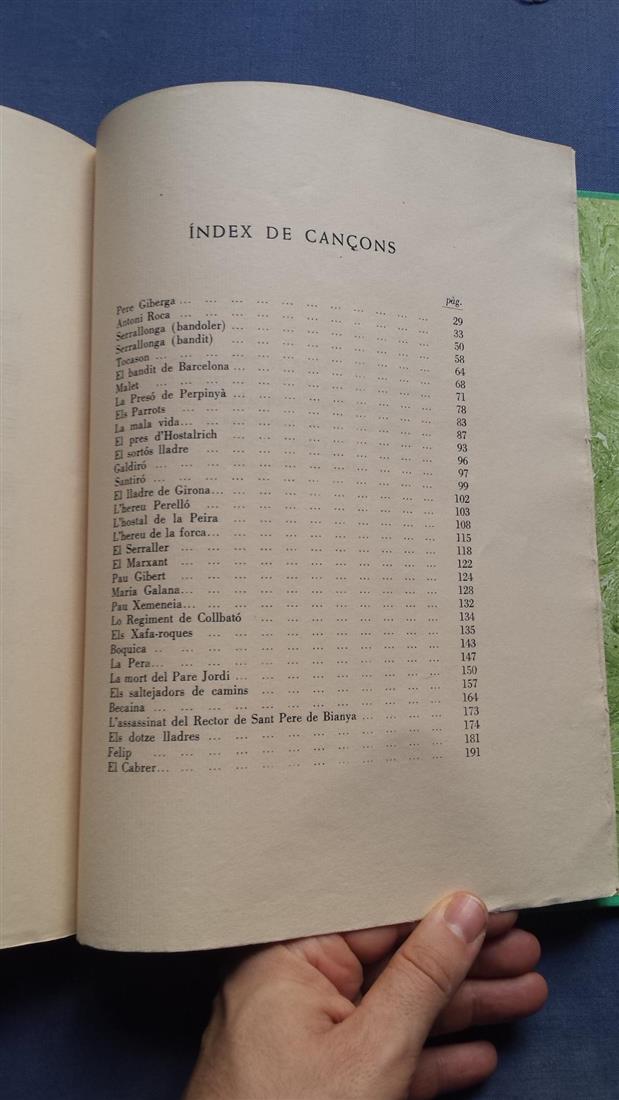 ÍNDEX DE CANÇONS
pàg.
Pere Giberga ... ... ... ... ... ... ... ... ... ... 29
Antoni Roca ... ... ... ... ... ... ... ... ... ... 33
Serrallonga (bandoler) ... ... ... ... ... ... ... ... 50
Serrallonga (bandit) ... ... ... ... ... ... ... ... 58
Tocason ... ... ... ... ... ... ... ... ... ... ... 64
El bandit de Barcelona ... ... ... ... ... ... ... ... 68
Malet ... ... ... ... ... ... ... ... ... ... ... 71
La Presó de Perpinyà ... ... ... ... ... ... ... ... 78
Els Parrots ... ... ... ... ... ... ... ... ... ... 83
La mala vida... ... ... ... ... ... ... ... ... ... 87
El pres d'Hostalrich ... ... ... ... ... ... ... ... 93
El sortós lladre ... ... ... ... ... ... ... ... ... 96
Galdiró ... ... ... ... ... ... ... ... ... ... ... 97
Santiró ... ... ... ... ... ... ... ... ... ... ... 99
El lladre de Girona... ... ... ... ... ... ... ... ... 102
L'hereu Perelló ... ... ... ... ... ... ... ... ... 103
L'hostal de la Peira ... ... ... ... ... ... ... ... 108
L'hereu de la forca... ... ... ... ... ... ... ... ... 115
El Serraller ... ... ... ... ... ... ... ... ... ... 118
El Marxant ... ... ... ... ... ... ... ... ... ... 122
Pau Gibert ... ... ... ... ... ... ... ... ... ... 124
Maria Galana... ... ... ... ... ... ... ... ... ... 128
Pau Xemeneia... ... ... ... ... ... ... ... ... ... 132
Lo Regiment de Collbató ... ... ... ... ... ... ... 134
Els Xafa-roques ... ... ... ... ... ... ... ... ... 135
Boquica .. ... ... ... ... ... ... ... ... ... ... 143
La Pera... ... ... ... ... ... ... ... ... ... ... 147
La mort del Pare Jordi ... ... ... ... ... ... ... ... 150
Els saltejadors de camins ... ... ... ... ... ... ... 157
Becaina ... ... ... ... ... ... ... ... ... ... ... 164
L'assassinat del Rector de Sant Pere de Bianya ... ... ... ... 173
Els dotze lladres ... ... ... ... ... ... ... ... ... 174
Felip ... ... ... ... ... ... ... ... ... ... ... 181
El Cabrer... ... ... ... ... ... ... ... ... ... ... 191